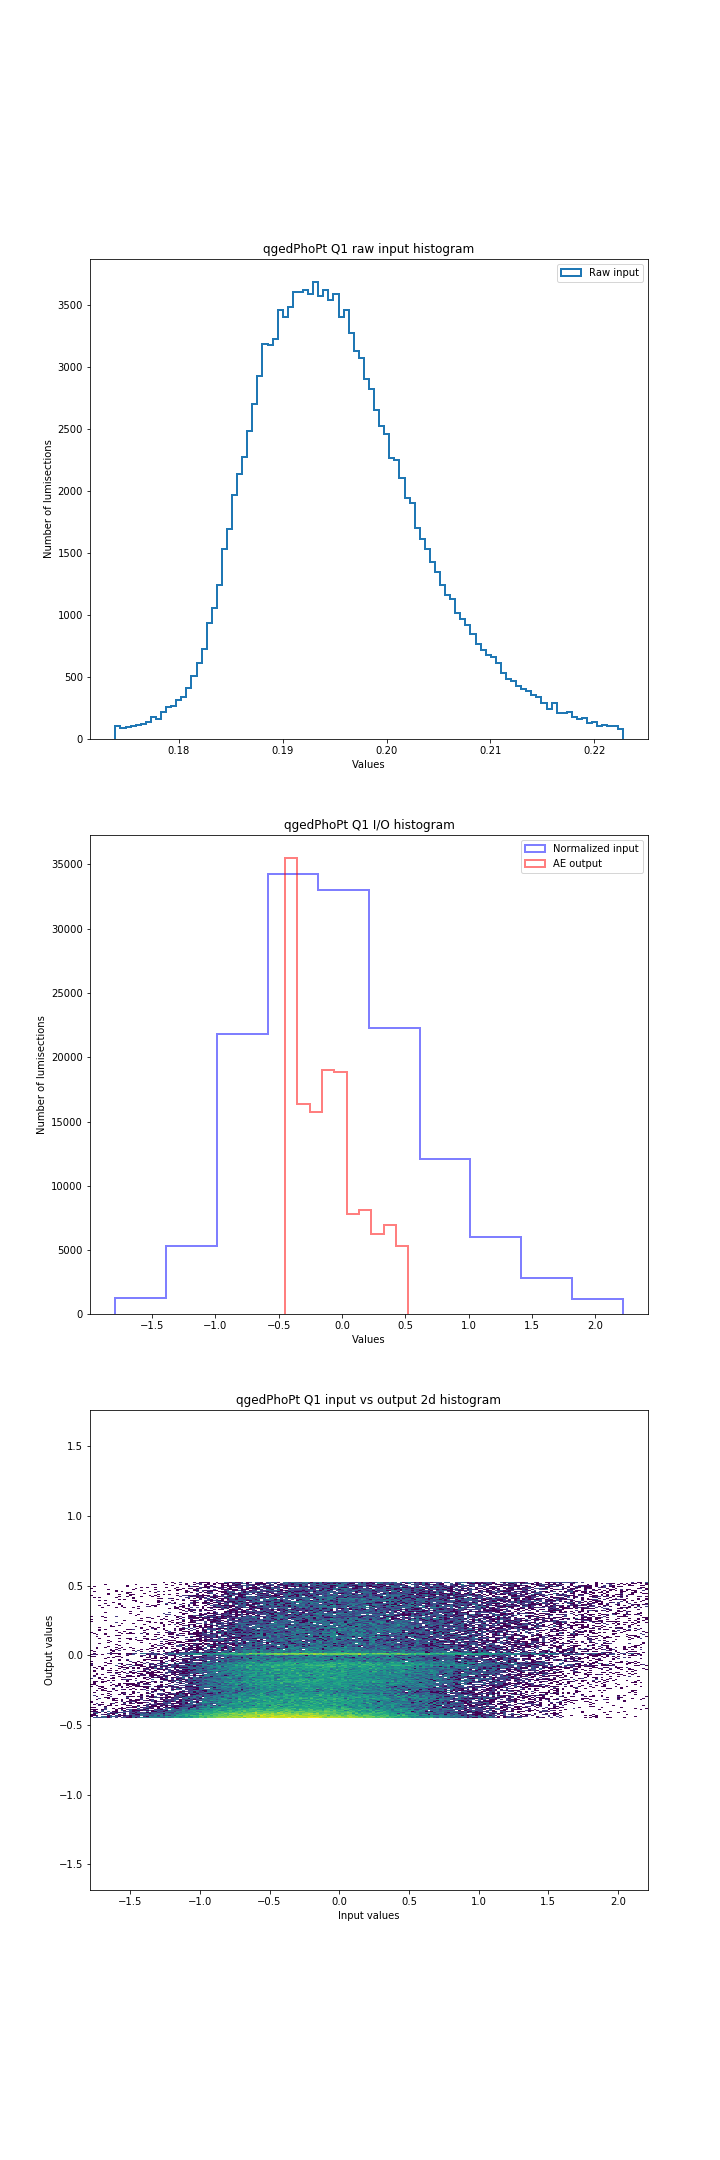 qgedPhoPt Q1 raw input histogram
Raw input
3500
3000
2500
2000
1500
1000
500
0
Number of lumisections
0.18 0.19 0.20 0.21 0.22
Values
qgedPhoPt Q1 I/O histogram
Normalized input
AE output
35000
30000
25000
20000
15000
10000
5000
0
Number of lumisections
−1.5 −1.0 −0.5 0.0 0.5 1.0 1.5 2.0
Values
qgedPhoPt Q1 input vs output 2d histogram
1.5
1.0
0.5
0.0
−0.5
−1.0
−1.5
Output values
−1.5 −1.0 −0.5 0.0 0.5 1.0 1.5 2.0
Input values